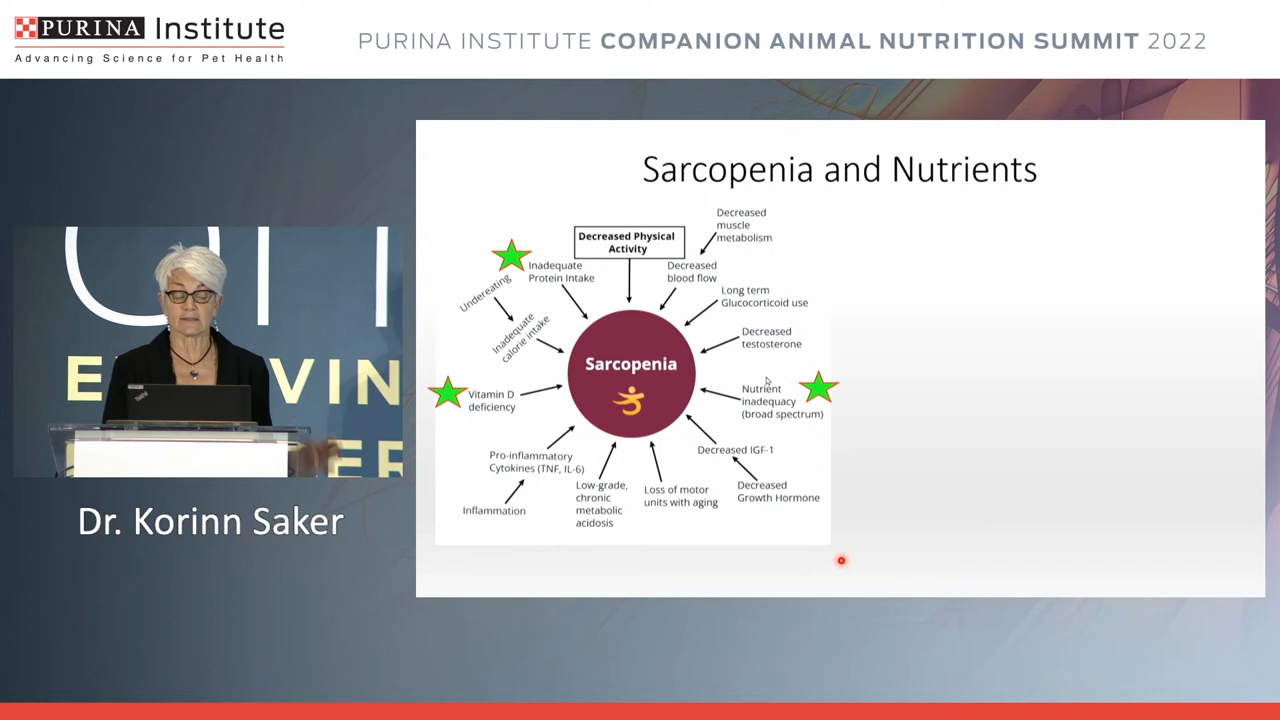 PURINA Institute
Advancing Science for Pet Health
PURINA INSTITUTE COMPANION ANIMAL NUTRITION SUMMIT 2022
Sarcopenia and Nutrients
Decreased
muscle
metabolism
Decreased Physical
Activity
Inadequate
Protein Intake
Decreased
blood flow
Undereating
Long term
Glucocorticoid use
Inadequate
calorie intake
Decreased
testosterone
Sarcopenia
Vitamin D
deficiency
Nutrient
inadequacy
(broad spectrum)
Pro-inflammatory
Cytokines (TNF, IL-6)
Decreased IGF-1
Low-grade,
chronic
metabolic
acidosis
Loss of motor
units with aging
Decreased
Growth Hormone
Inflammation
ThinkPad
E VIN
ER
Dr. Korinn Saker